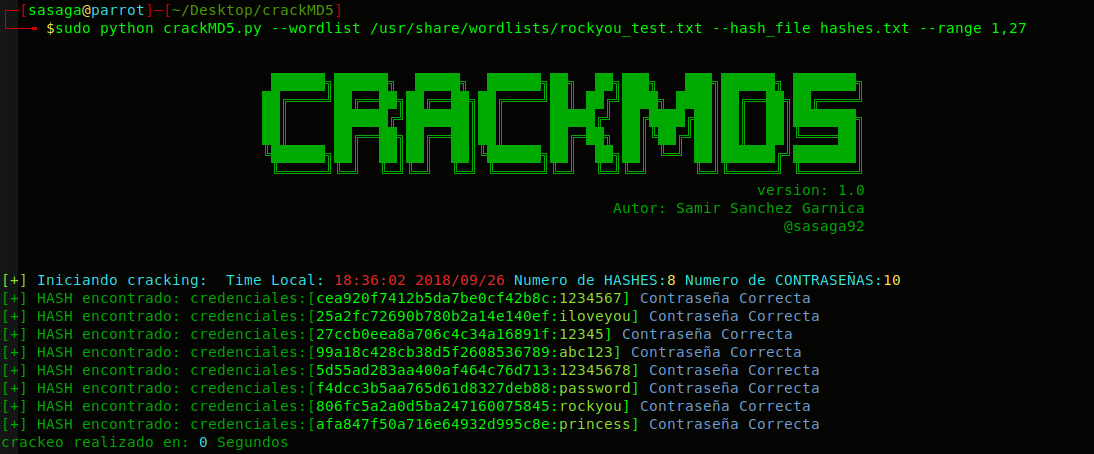 [sasaga@parrot]─[~/Desktop/crackMD5]
$sudo python crackMD5.py --wordlist /usr/share/wordlists/rockyou_test.txt --hash_file hashes.txt --range 1,27
CRACKMD5
version: 1.0
Autor: Samir Sanchez Garnica
@sasaga92
[+] Iniciando cracking:  Time Local: 18:36:02 2018/09/26 Numero de HASHES:8 Numero de CONTRASEÑAS:10
[+] HASH encontrado: credenciales:[cea920f7412b5da7be0cf42b8c:1234567] Contraseña Correcta
[+] HASH encontrado: credenciales:[25a2fc72690b780b2a14e140ef:iloveyou] Contraseña Correcta
[+] HASH encontrado: credenciales:[27ccb0eea8a706c4c34a16891f:12345] Contraseña Correcta
[+] HASH encontrado: credenciales:[99a18c428cb38d5f2608536789:abc123] Contraseña Correcta
[+] HASH encontrado: credenciales:[5d55ad283aa400af464c76d713:12345678] Contraseña Correcta
[+] HASH encontrado: credenciales:[f4dcc3b5aa765d61d8327deb88:password] Contraseña Correcta
[+] HASH encontrado: credenciales:[806fc5a2a0d5ba247160075845:rockyou] Contraseña Correcta
[+] HASH encontrado: credenciales:[afa847f50a716e64932d995c8e:princess] Contraseña Correcta
crackeo realizado en: 0 Segundos